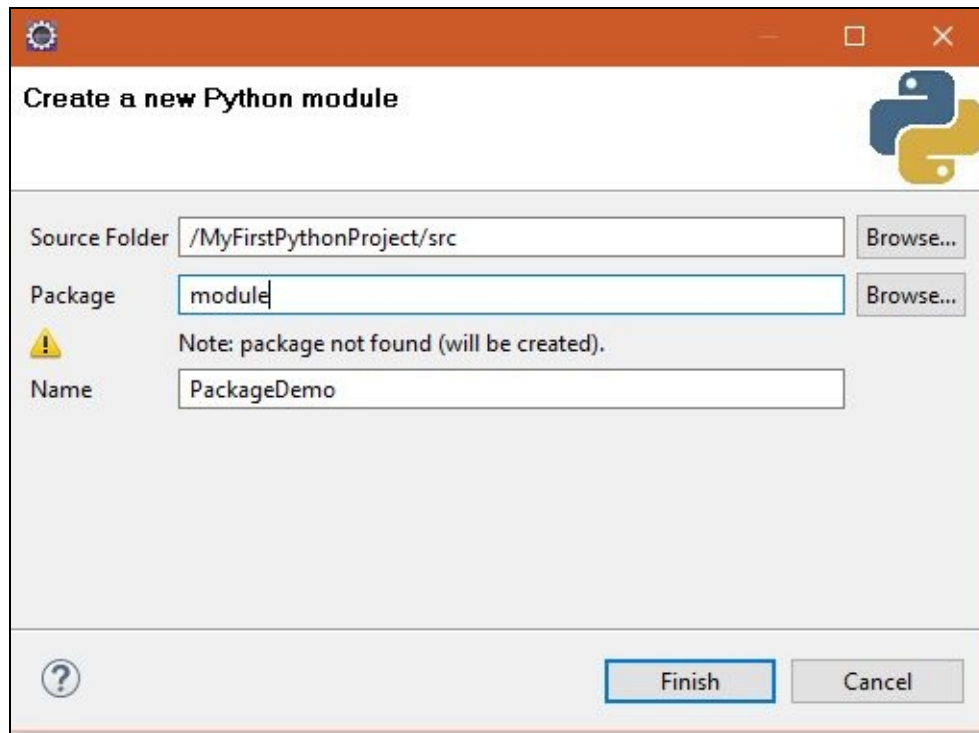 Create a new Python module
Source Folder /MyFirstPythonProject/src Browse...
Package module Browse...
Note: package not found (will be created).
Name PackageDemo
? Finish Cancel